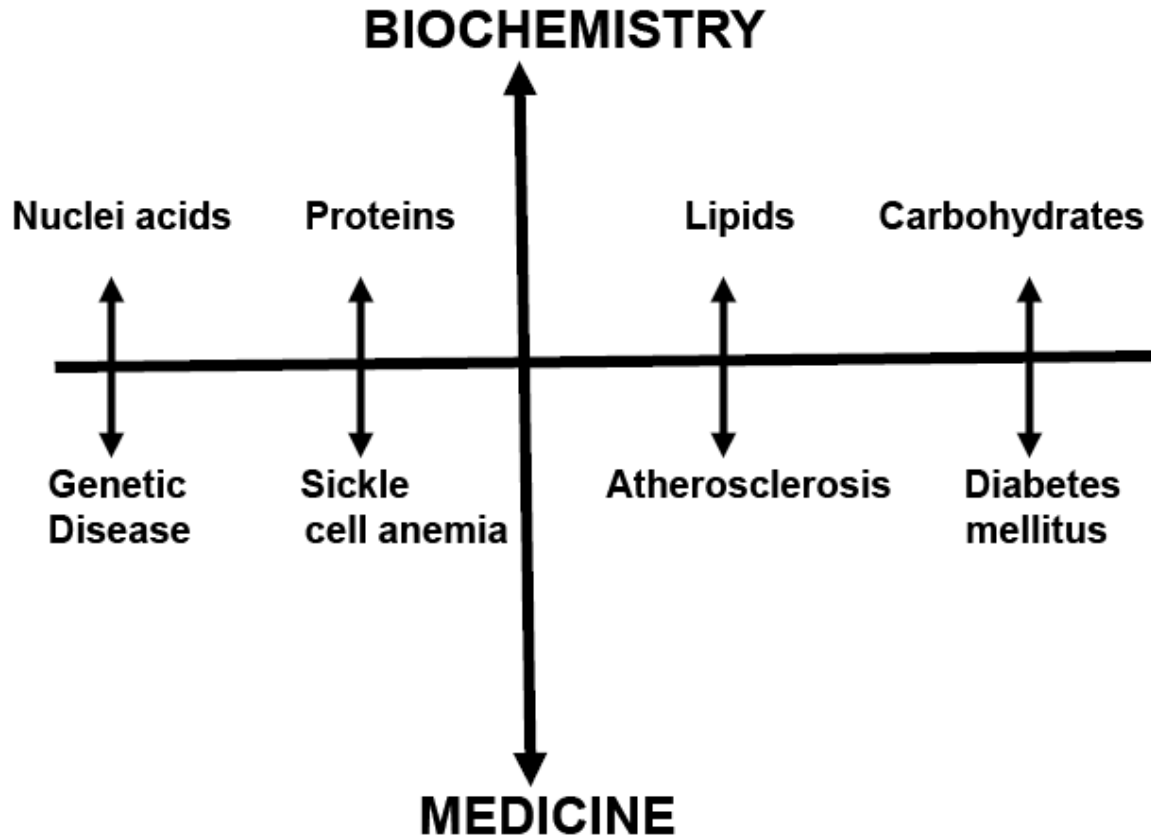 BIOCHEMISTRY
Nuclei acids Proteins Lipids Carbohydrates
Genetic Sickle Atherosclerosis Diabetes
Disease cell anemia mellitus
MEDICINE